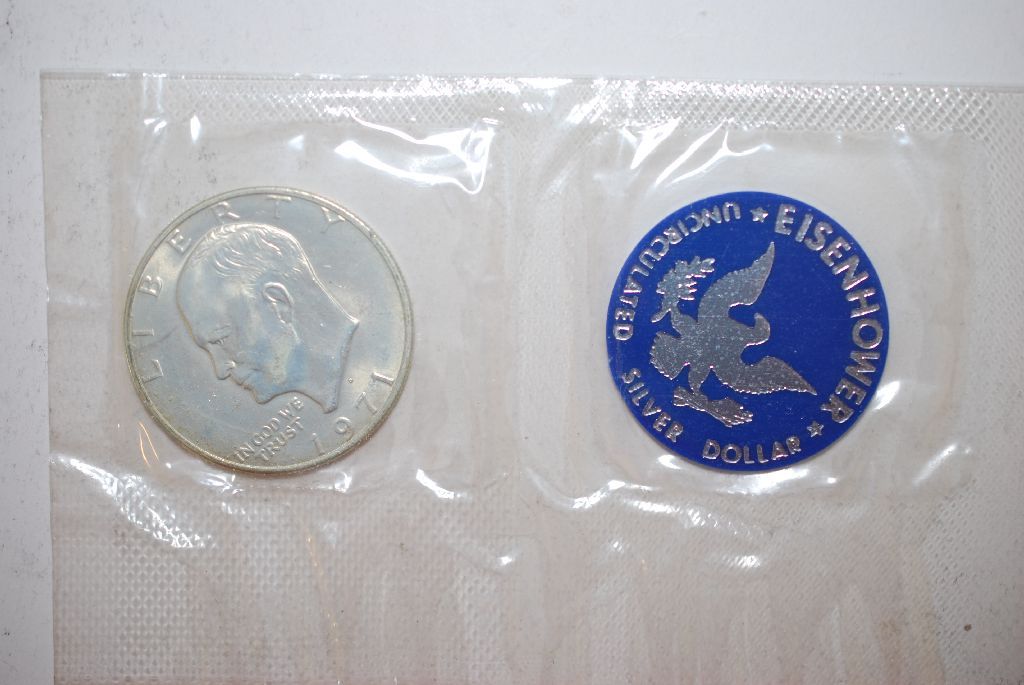 LIBERTY
IN GOD WE
TRUST
1971
EISENHOWER
UNCIRCULATED
SILVER DOLLAR